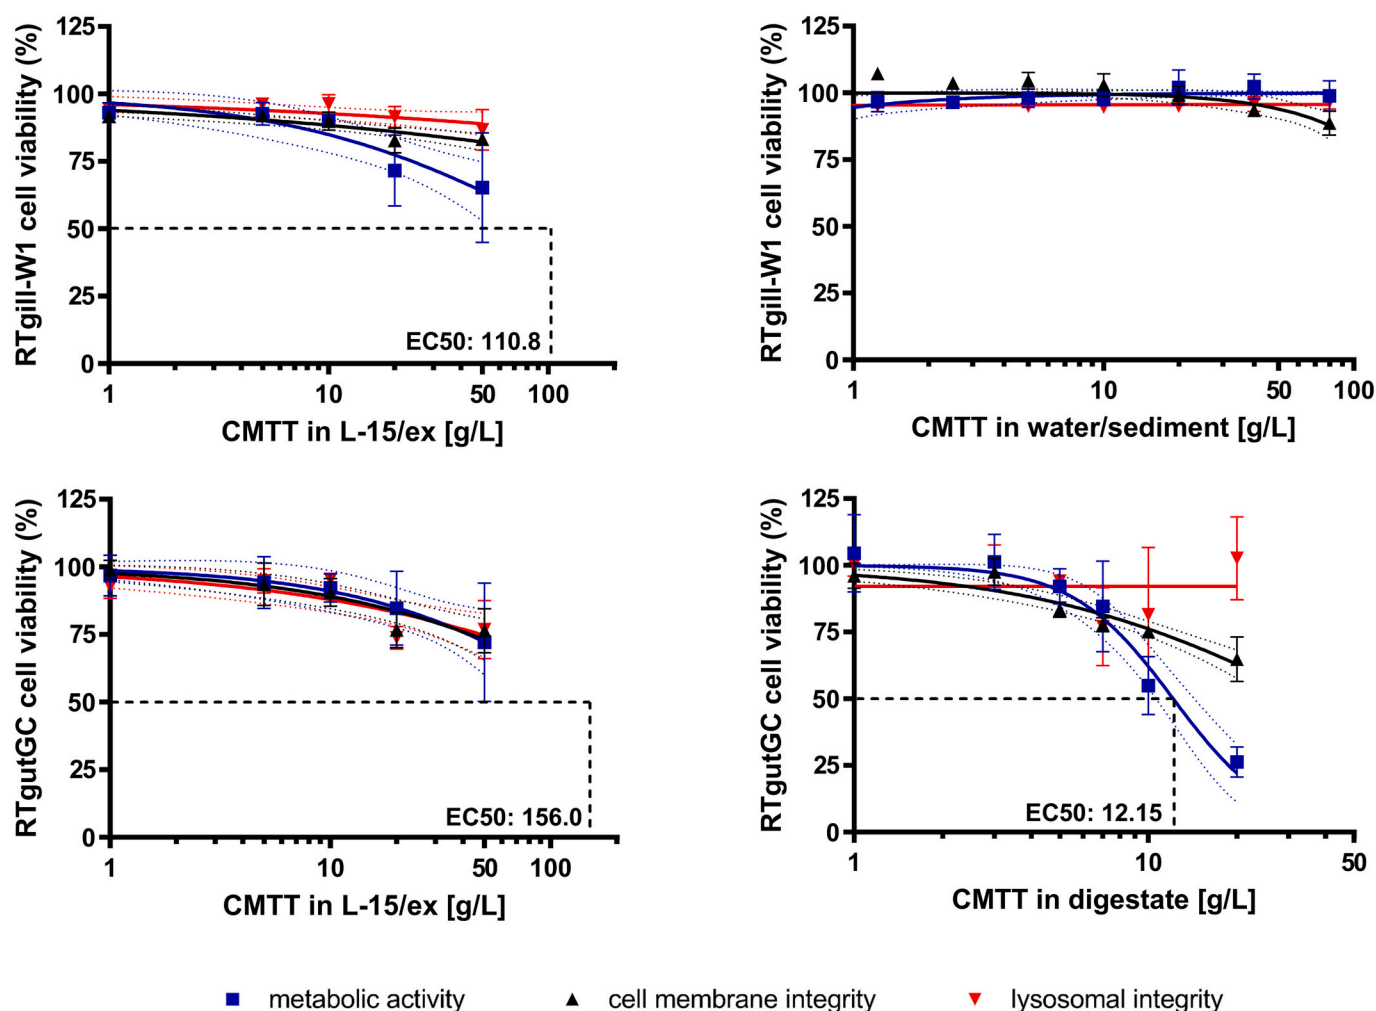 RTgill-W1 cell viability (%)
125
100
75
50
25
0
EC50: 110.8
1
10
50
100
CMTT in L-15/ex [g/L]
RTgill-W1 cell viability (%)
125
100
75
50
25
0
1
10
50
100
CMTT in water/sediment [g/L]
RTgutGC cell viability (%)
125
100
75
50
25
0
EC50: 156.0
1
10
50
100
CMTT in L-15/ex [g/L]
RTgutGC cell viability (%)
125
100
75
50
25
0
EC50: 12.15
1
10
50
CMTT in digestate [g/L]
metabolic activity
cell membrane integrity
lysosomal integrity